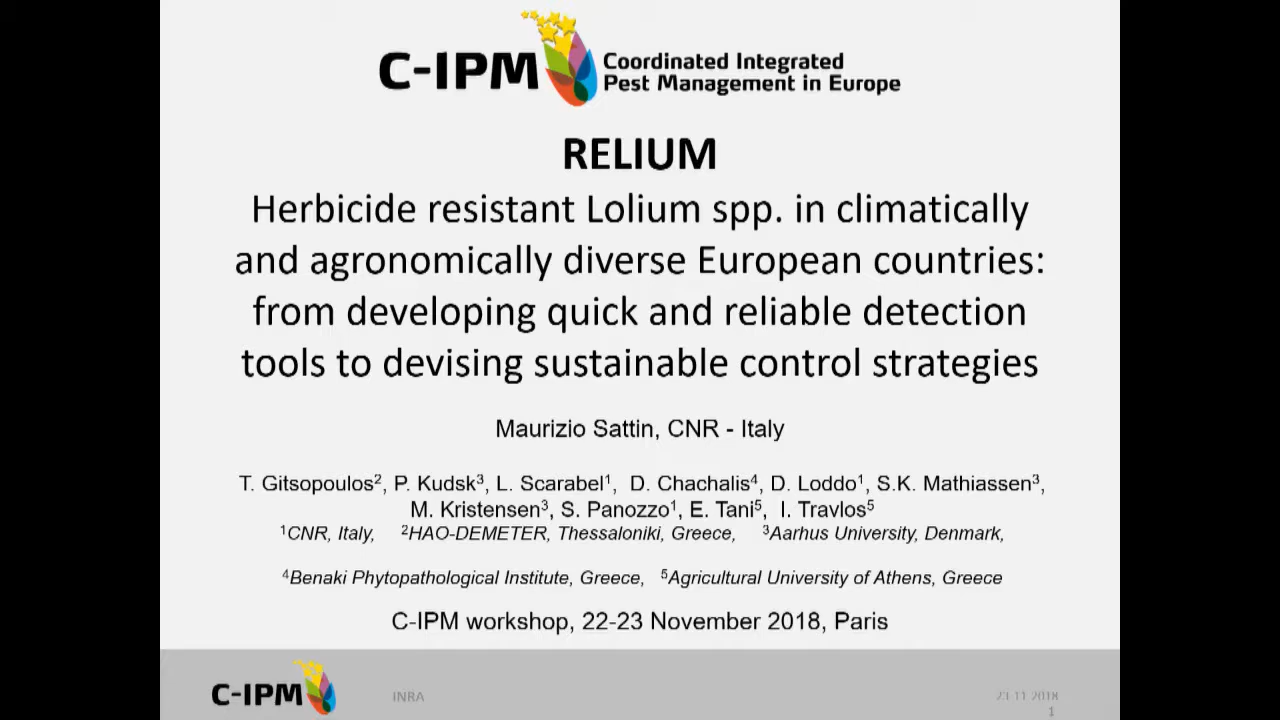 C-IPM
Coordinated Integrated
Pest Management in Europe
RELIUM
Herbicide resistant Lolium spp. in climatically
and agronomically diverse European countries:
from developing quick and reliable detection
tools to devising sustainable control strategies
Maurizio Sattin, CNR - Italy
T. Gitsopoulos², P. Kudsk³, L. Scarabel¹, D. Chachalis⁴, D. Loddo¹, S.K. Mathiassen³,
M. Kristensen³, S. Panozzo¹, E. Tani⁵, I. Travlos⁵
¹CNR, Italy, ²HAO-DEMETER, Thessaloniki, Greece, ³Aarhus University, Denmark,
⁴Benaki Phytopathological Institute, Greece, ⁵Agricultural University of Athens, Greece
C-IPM workshop, 22-23 November 2018, Paris
C-IPM
INRA
23 11 2018
1